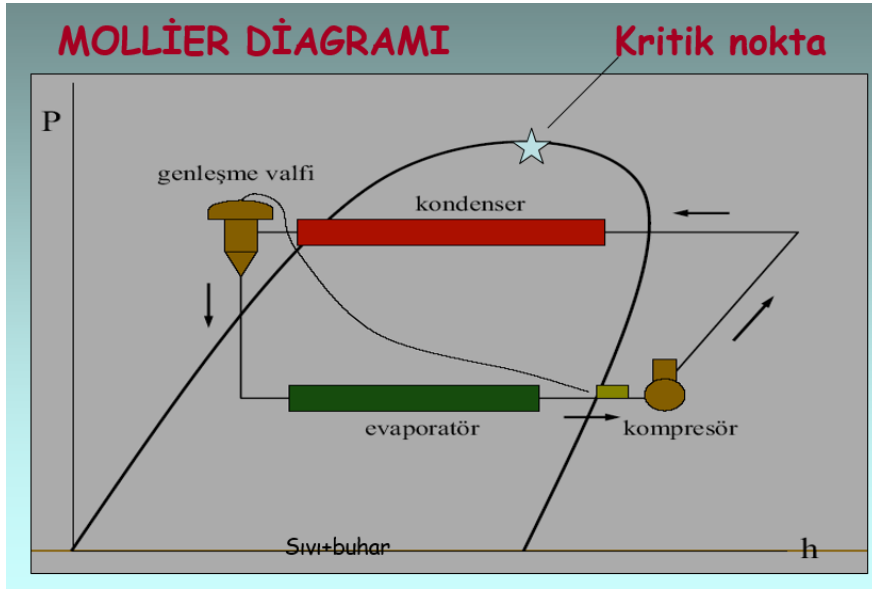 MOLLİER DİAGRAMI
Kritik nokta
P
genleşme valfi
kondenser
evaporatör
kompresör
Sıvı+buhar
h